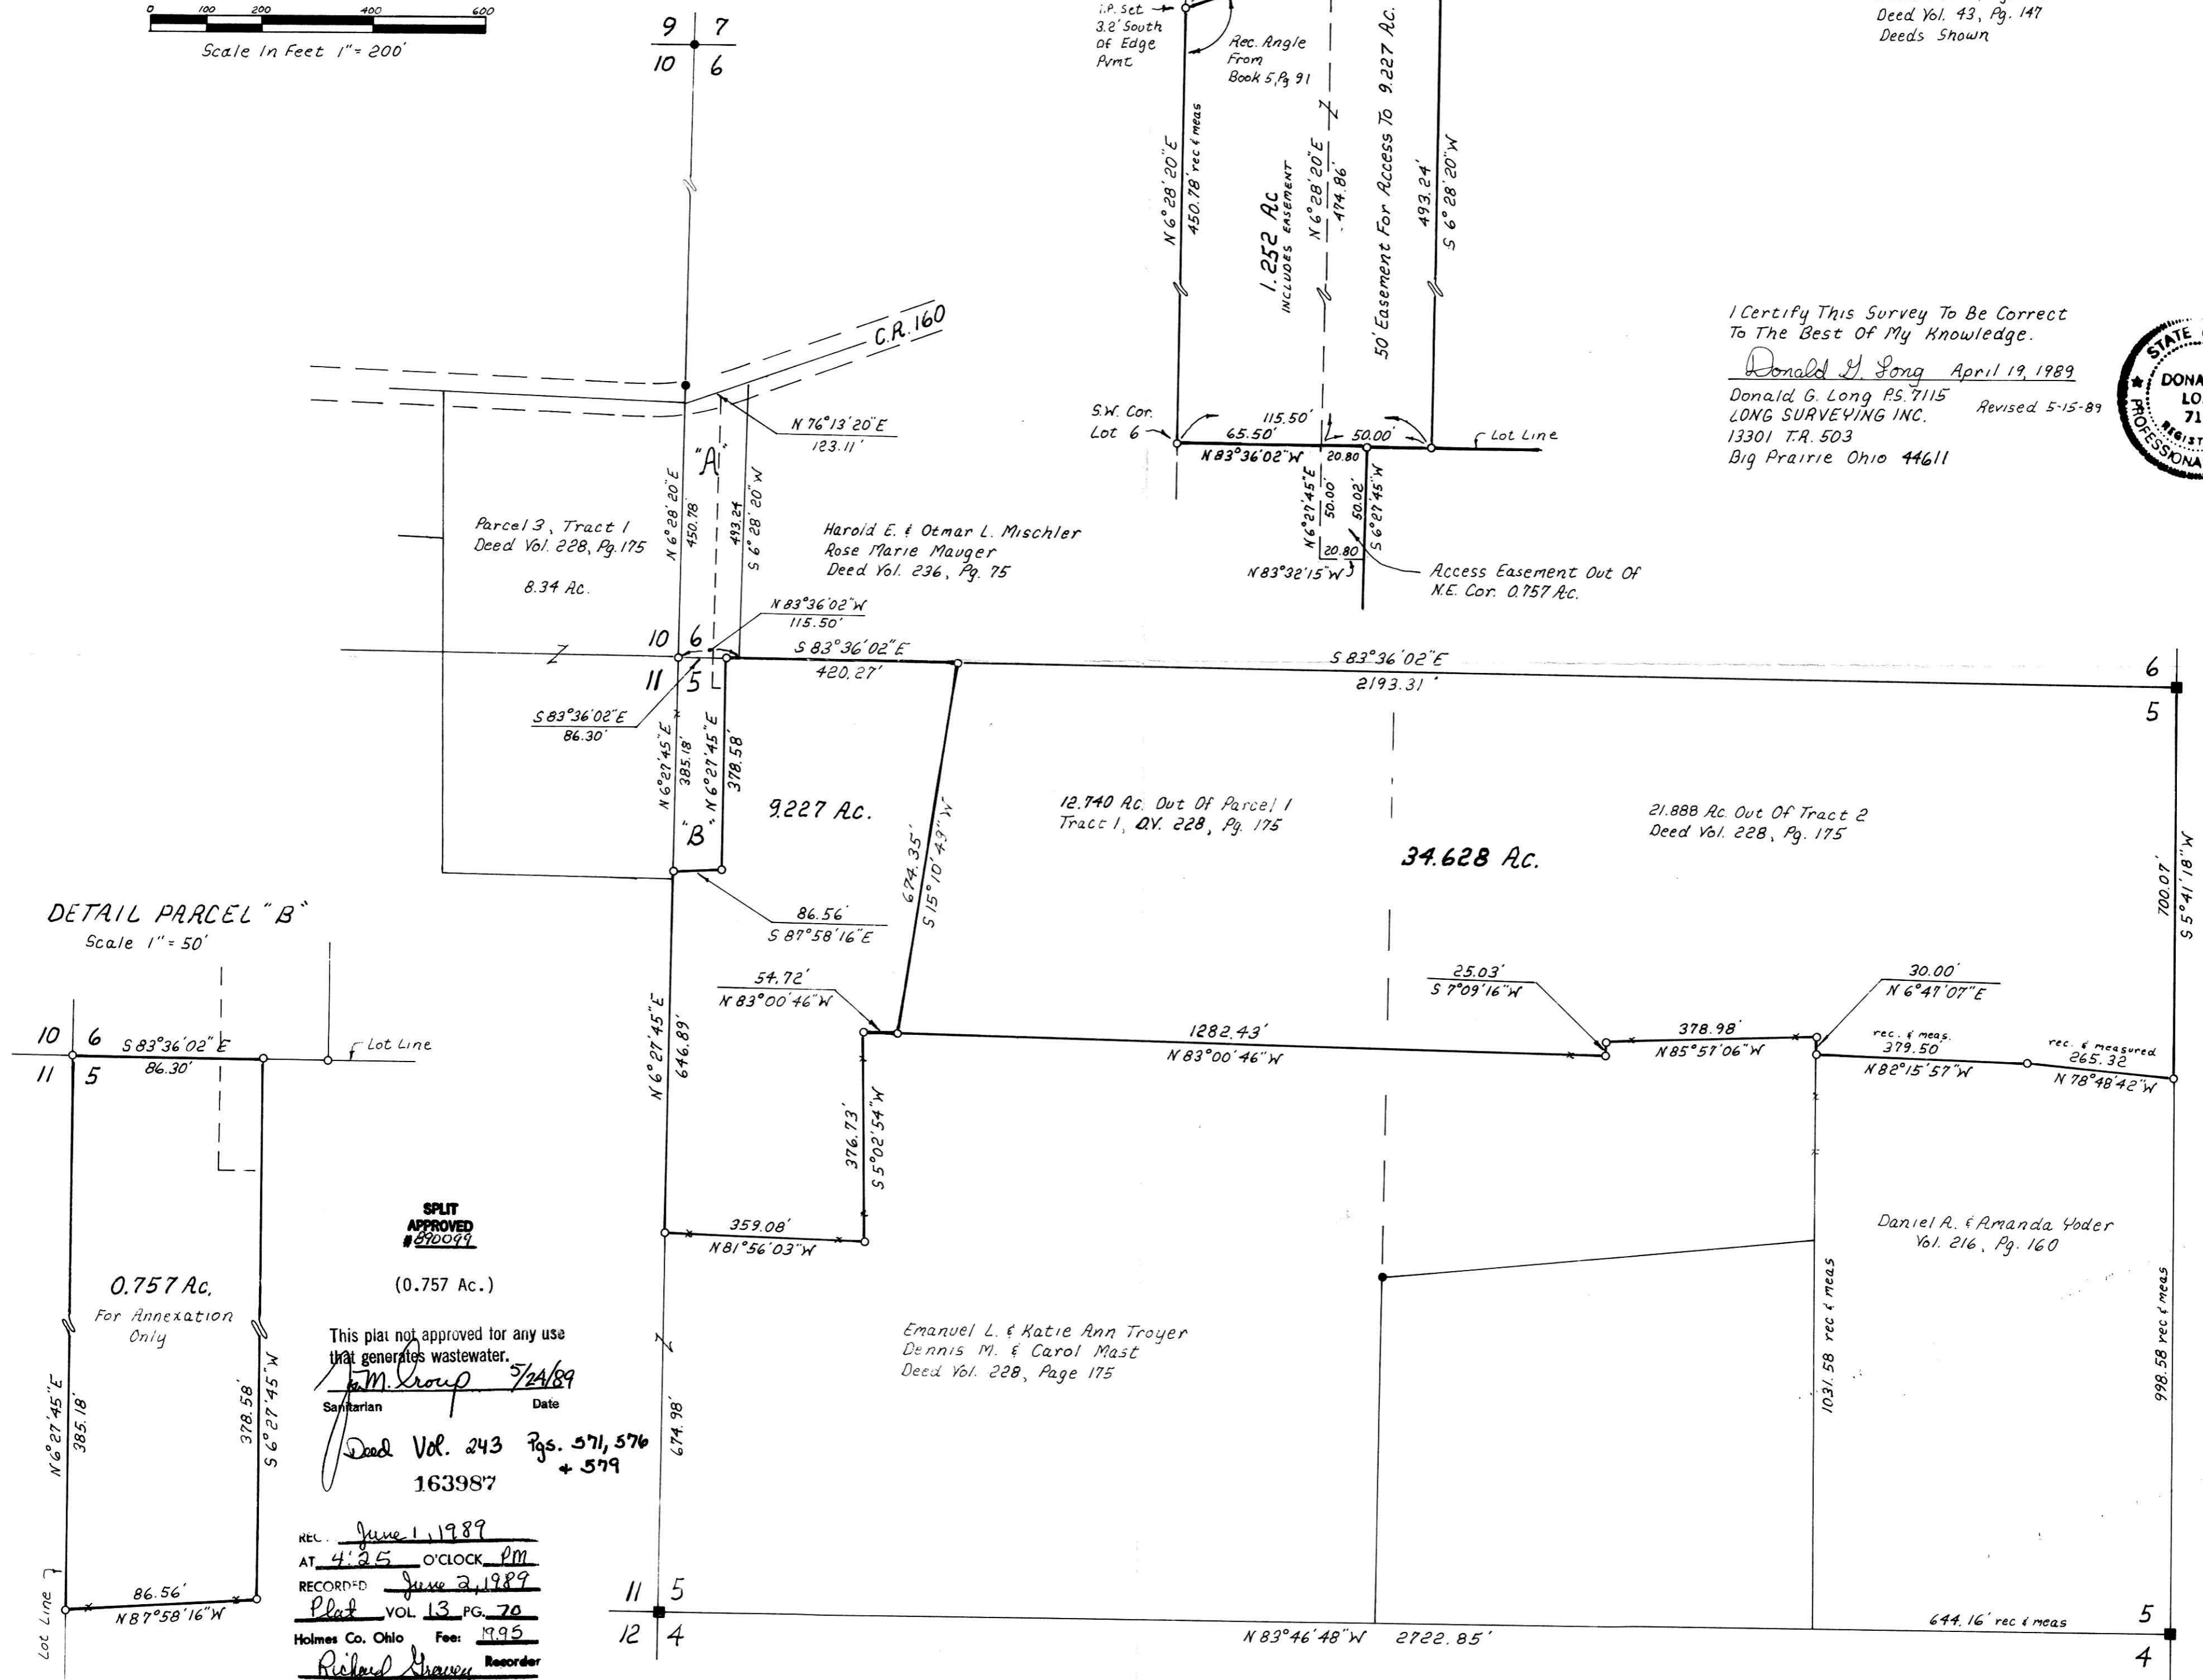 0 100 200 400 600
Scale In Feet 1" = 200'
9 7
10 6
I.P. Set
3.2' South
Of Edge
Pvmt
Rec. Angle
From
Book 5, Pg 91
Deed Vol. 43, Pg. 147
Deeds Shown
N 6° 28' 20" E
450.78' rec & meas
1.252 Ac
INCLUDES EASEMENT
N 6° 28' 20" E
474.86'
50' Easement For Access To 9.227 Ac.
493.24'
S 6° 28' 20" W
S.W. Cor.
Lot 6
115.50'
65.50'
50.00'
Lot Line
N 83° 36' 02" W
20.80
N 6° 27' 45" E
50.00'
50.02'
S 6° 27' 45" W
20.80
N 83° 32' 15" W
Access Easement Out Of
N.E. Cor. 0.757 Ac.
I Certify This Survey To Be Correct
To The Best Of My Knowledge.
Donald G. Long April 19, 1989
Donald G. Long P.S. 7115
Revised 5-15-89
LONG SURVEYING INC.
13301 T.R. 503
Big Prairie Ohio 44611
STATE
DONA
LO
71
REGIST
PROFESSIONA
C.R. 160
N 76° 13' 20" E
123.11'
"A"
N 6° 28' 20" E
450.78'
493.24
S 6° 28' 20" W
Parcel 3, Tract 1
Deed Vol. 228, Pg. 175
8.34 Ac.
Harold E. & Otmar L. Mischler
Rose Marie Mauger
Deed Vol. 236, Pg. 75
N 83° 36' 02" W
115.50'
10 6
11 5
S 83° 36' 02" E
420.27'
S 83° 36' 02" E
2193.31'
6
5
S 83° 36' 02" E
86.30'
N 6° 27' 45" E
385.18'
N 6° 27' 45" E
378.58'
"B"
9.227 Ac.
674.35'
S 15° 10' 49" W
12.740 Ac. Out Of Parcel 1
Tract 1, D.V. 228, Pg. 175
21.888 Ac. Out Of Tract 2
Deed Vol. 228, Pg. 175
34.628 Ac.
700.07'
S 5° 41' 18" W
86.56'
S 87° 58' 16" E
54.72'
N 83° 00' 46" W
25.03'
S 7° 09' 16" W
30.00'
N 6° 47' 07" E
1282.43'
N 83° 00' 46" W
378.98'
N 85° 57' 06" W
rec. & meas.
379.50'
N 82° 15' 57" W
rec. & measured
265.32
N 78° 48' 42" W
N 6° 27' 45" E
646.89'
376.73'
S 5° 02' 54" W
359.08'
N 81° 56' 03" W
Daniel A. & Amanda Yoder
Vol. 216, Pg. 160
1031.58 rec & meas
998.58 rec & meas
Emanuel L. & Katie Ann Troyer
Dennis M. & Carol Mast
Deed Vol. 228, Page 175
674.98'
11 5
12 4
N 83° 46' 48" W 2722.85'
644.16' rec & meas
5
4
DETAIL PARCEL "B"
Scale 1" = 50'
10 6
11 5
S 83° 36' 02" E
86.30'
Lot Line
0.757 Ac.
For Annexation
Only
N 6° 27' 45" E
385.18'
378.58'
S 6° 27' 45" W
86.56'
N 87° 58' 16" W
Lot Line
SPLIT
APPROVED
#890099
(0.757 Ac.)
This plat not approved for any use
that generates wastewater.
5/24/89
Sanitarian Date
Deed Vol. 243 Pgs. 571, 576
+ 579
163987
REC. June 1, 1989
AT 4:25 O'CLOCK PM
RECORDED June 2, 1989
Plat VOL. 13 PG. 70
Holmes Co. Ohio Fee: 19.95
Richard Recorder